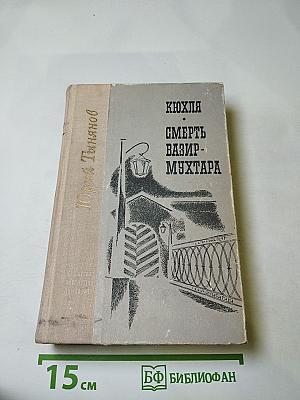 Юрий Тынянов
КЮХЛЯ
•
СМЕРТЬ
ВАЗИР-
МУХТАРА
15 см
БФ БИБЛИОФАН